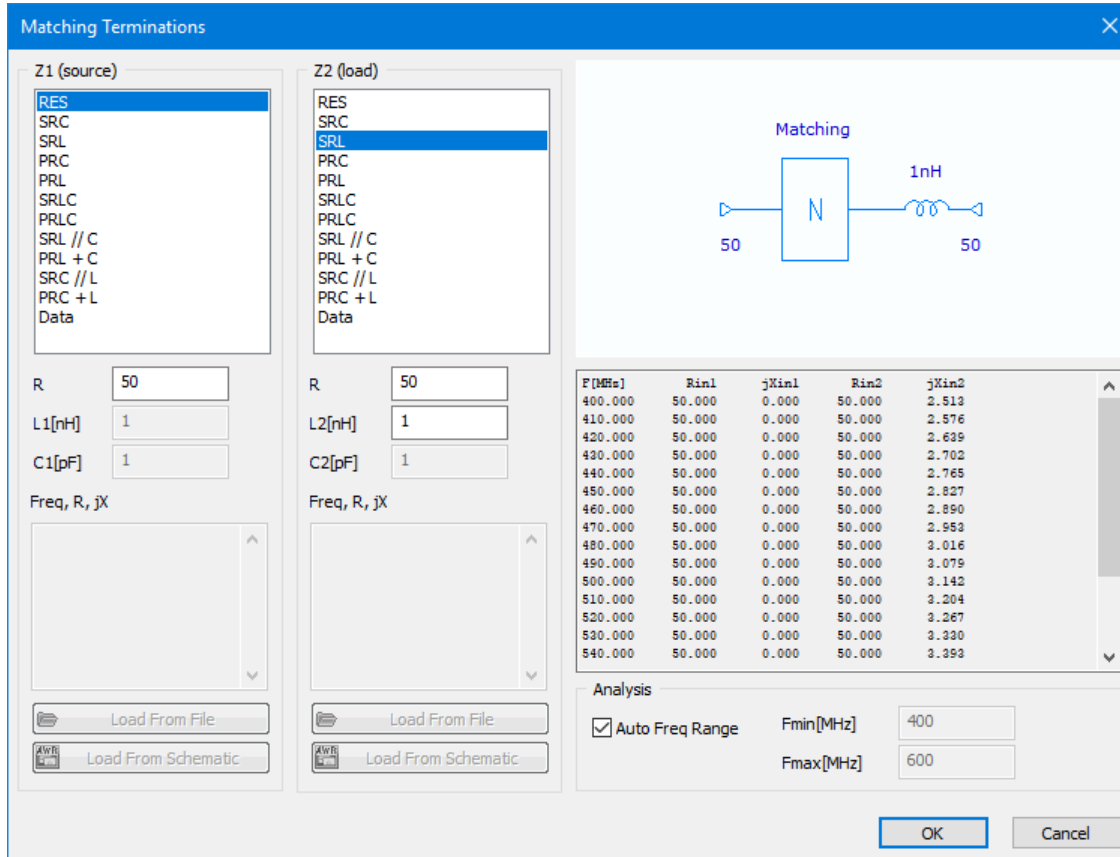 Matching Terminations
Z1 (source)
RES
SRC
SRL
PRC
PRL
SRLC
PRLC
SRL // C
PRL + C
SRC // L
PRC + L
Data
R 50
L1[nH] 1
C1[pF] 1
Freq, R, jX
Load From File
AWR Load From Schematic
Z2 (load)
RES
SRC
SRL
PRC
PRL
SRLC
PRLC
SRL // C
PRL + C
SRC // L
PRC + L
Data
R 50
L2[nH] 1
C2[pF] 1
Freq, R, jX
Load From File
AWR Load From Schematic
Matching
1nH
N
50 50
F[MHz] Rin1 jXin1 Rin2 jXin2
400.000 50.000 0.000 50.000 2.513
410.000 50.000 0.000 50.000 2.576
420.000 50.000 0.000 50.000 2.639
430.000 50.000 0.000 50.000 2.702
440.000 50.000 0.000 50.000 2.765
450.000 50.000 0.000 50.000 2.827
460.000 50.000 0.000 50.000 2.890
470.000 50.000 0.000 50.000 2.953
480.000 50.000 0.000 50.000 3.016
490.000 50.000 0.000 50.000 3.079
500.000 50.000 0.000 50.000 3.142
510.000 50.000 0.000 50.000 3.204
520.000 50.000 0.000 50.000 3.267
530.000 50.000 0.000 50.000 3.330
540.000 50.000 0.000 50.000 3.393
Analysis
Auto Freq Range
Fmin[MHz] 400
Fmax[MHz] 600
OK Cancel